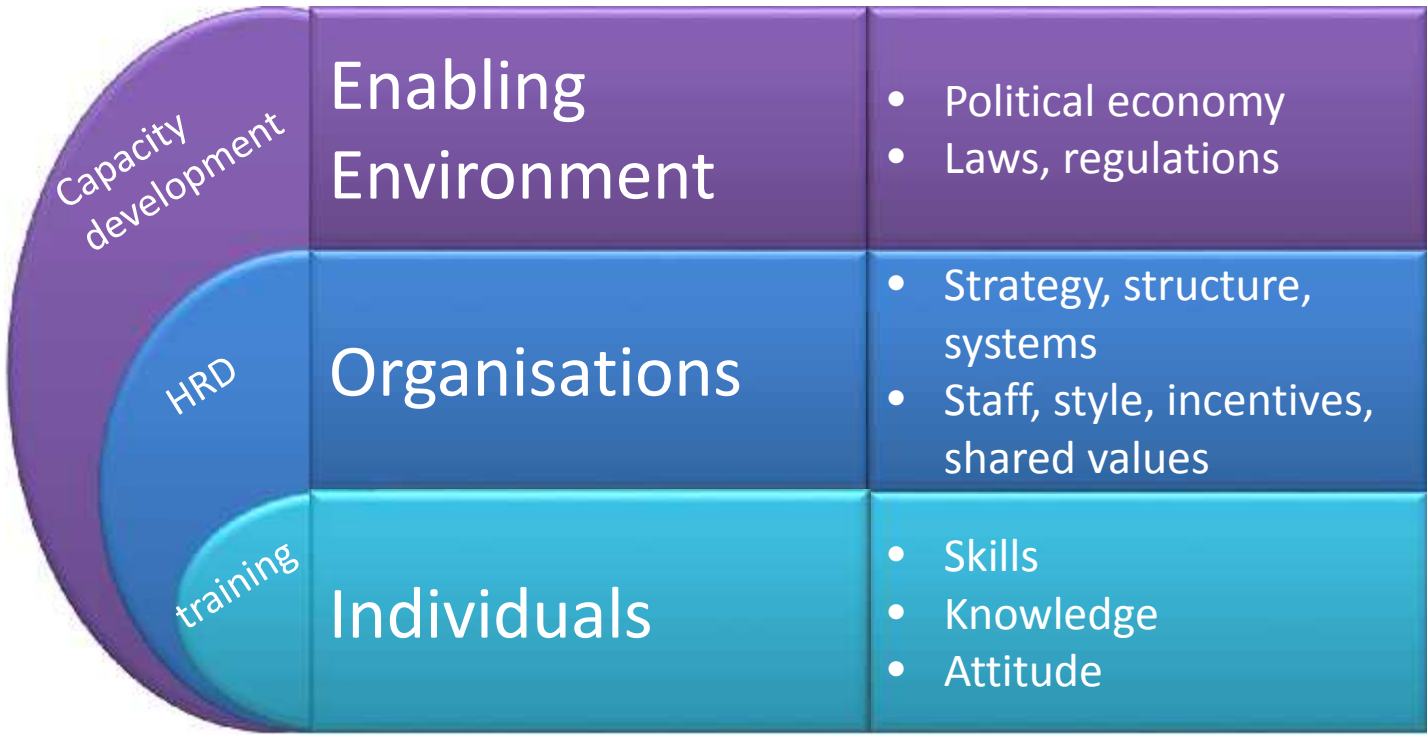 Capacity
development
Enabling
Environment
• Political economy
• Laws, regulations
HRD
Organisations
• Strategy, structure,
systems
• Staff, style, incentives,
shared values
training
Individuals
• Skills
• Knowledge
• Attitude